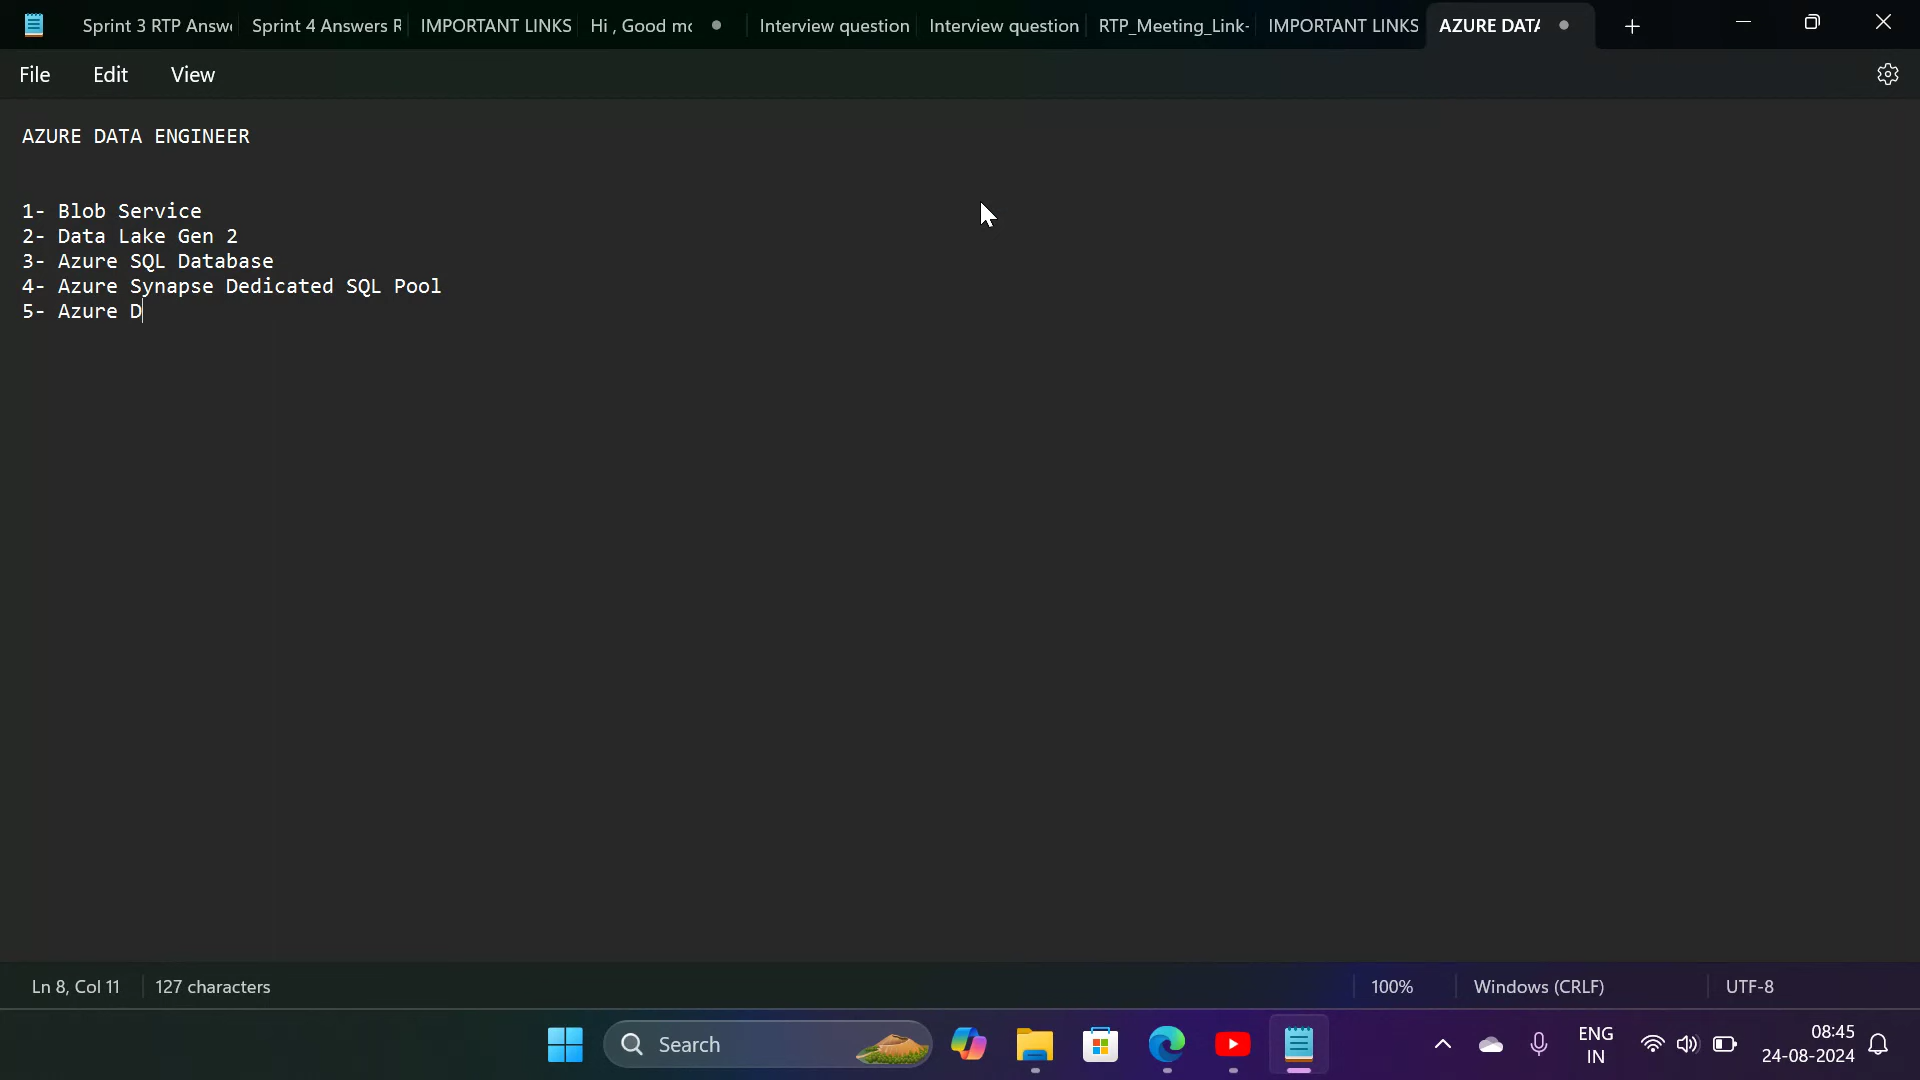 Sprint 3 RTP Answ
Sprint 4 Answers R
IMPORTANT LINKS
Hi , Good mo
Interview question
Interview question
RTP_Meeting_Link-
IMPORTANT LINKS
AZURE DATA
File
Edit
View
AZURE DATA ENGINEER
1- Blob Service
2- Data Lake Gen 2
3- Azure SQL Database
4- Azure Synapse Dedicated SQL Pool
5- Azure D
Ln 8, Col 11
127 characters
100%
Windows (CRLF)
UTF-8
Search
ENG
IN
08:45
24-08-2024